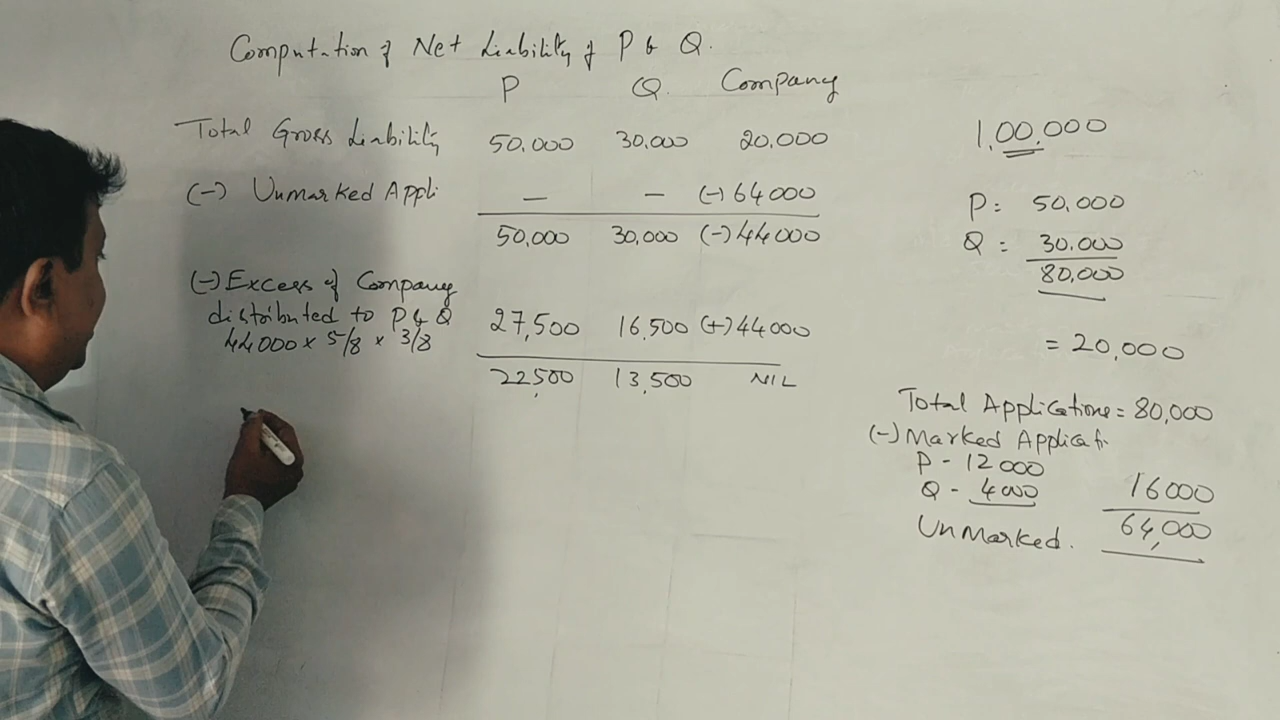 Computation of Net Liability of P & Q.
P Q Company
Total Gross Liability 50,000 30,000 20,000
(-) Unmarked Appli — — (-) 64000
50,000 30,000 (-) 44000
(-) Excess of Company
distributed to P & Q 27,500 16,500 (+) 44000
44000 x 5/8 x 3/8
22,500 13,500 NIL
1,00,000
P: 50,000
Q : 30.000
80,000
= 20,000
Total Applications = 80,000
(-) Marked Applicati
P - 12000
Q - 4000 16000
Unmarked. 64,000